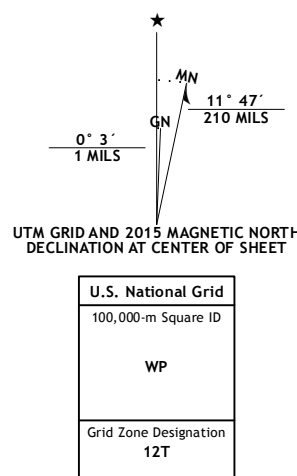 MN
11° 47´
210 MILS
GN
0° 3´
1 MILS
UTM GRID AND 2015 MAGNETIC NORTH
DECLINATION AT CENTER OF SHEET
U.S. National Grid
100,000-m Square ID
WP
Grid Zone Designation
12T